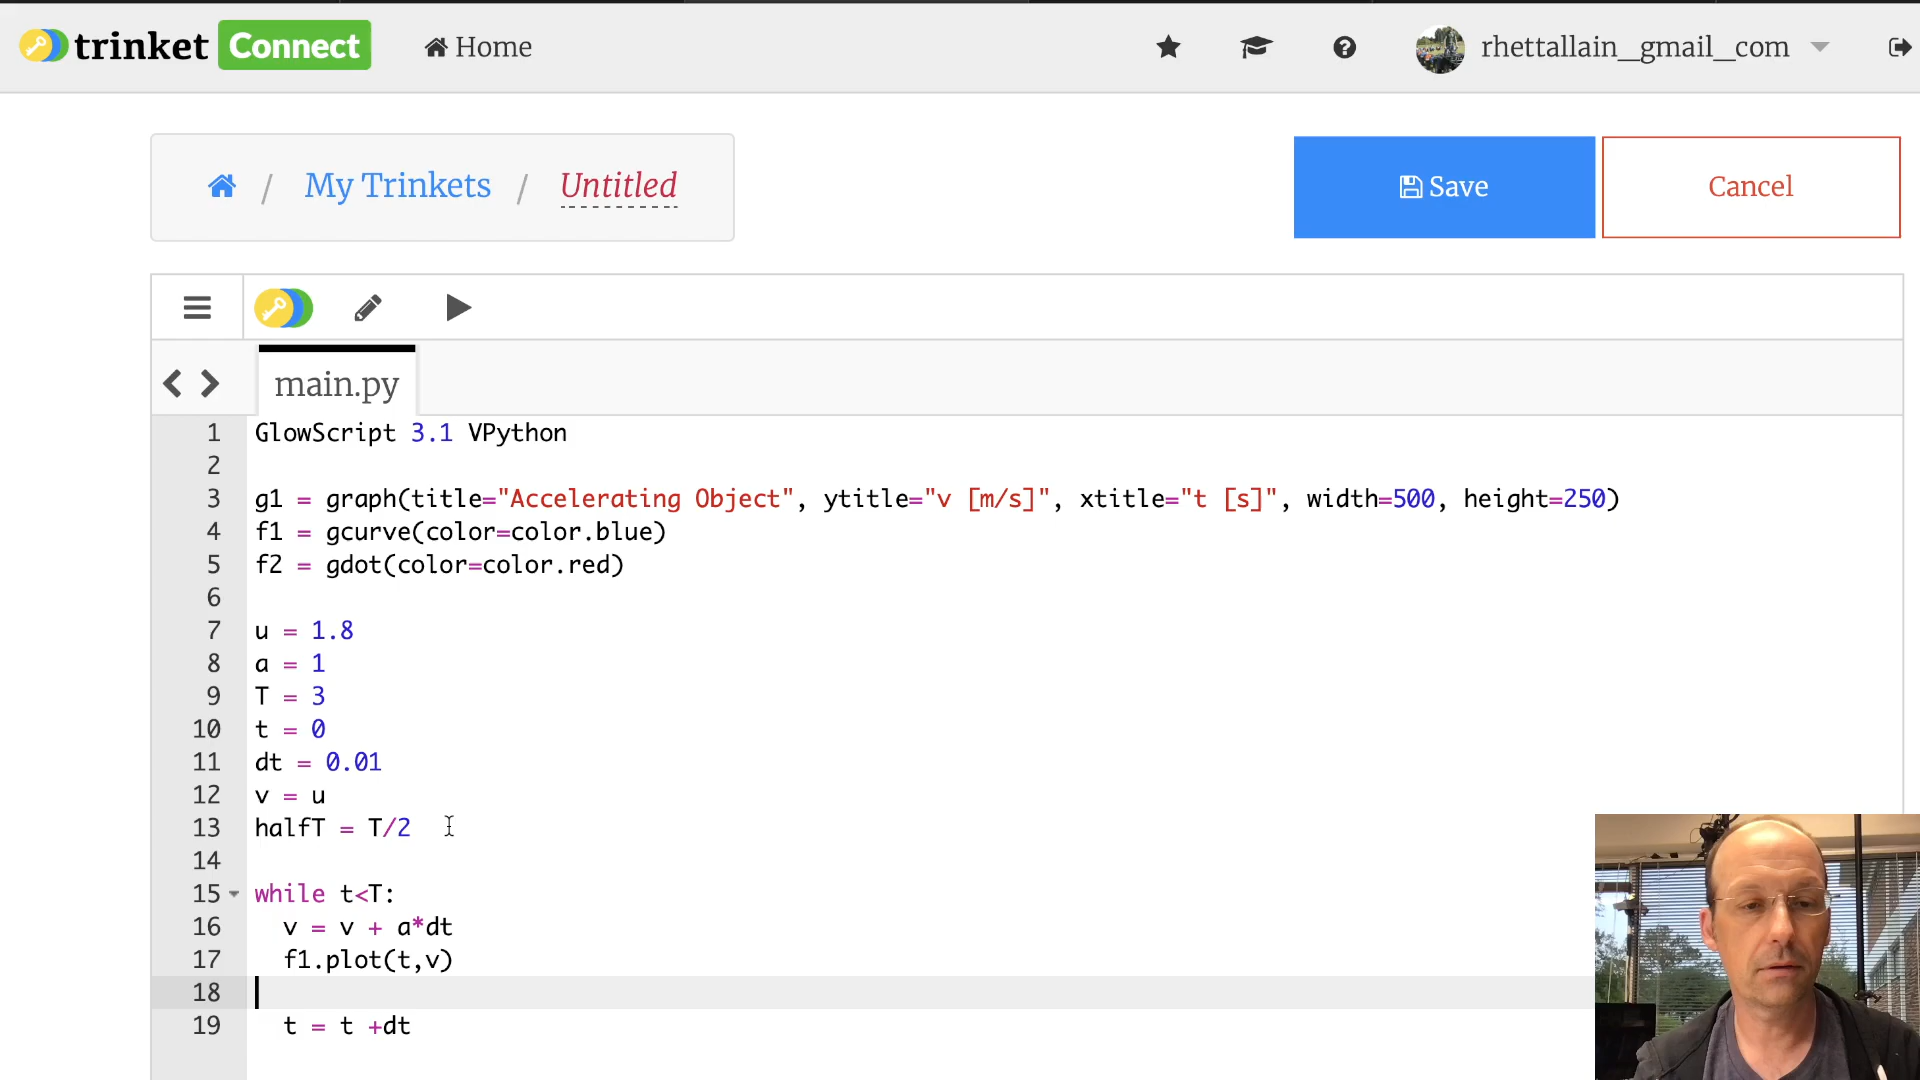 trinket Connect Home rhettallain_gmail_com
/ My Trinkets / Untitled Save Cancel
main.py
1 GlowScript 3.1 VPython
2
3 g1 = graph(title="Accelerating Object", ytitle="v [m/s]", xtitle="t [s]", width=500, height=250)
4 f1 = gcurve(color=color.blue)
5 f2 = gdot(color=color.red)
6
7 u = 1.8
8 a = 1
9 T = 3
10 t = 0
11 dt = 0.01
12 v = u
13 halfT = T/2
14
15 while t<T:
16 v = v + a*dt
17 f1.plot(t,v)
18
19 t = t +dt